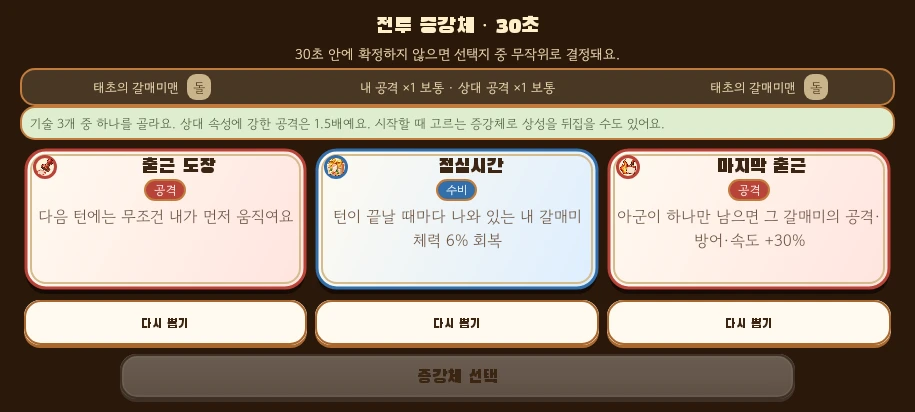 전투 증강체 · 30초
30초 안에 확정하지 않으면 선택지 중 무작위로 결정돼요.
태초의 갈매미맨 돌 내 공격 ×1 보통 · 상대 공격 ×1 보통 태초의 갈매미맨 돌
기술 3개 중 하나를 골라요. 상대 속성에 강한 공격은 1.5배예요. 시작할 때 고르는 증강체로 상성을 뒤집을 수도 있어요.
출근 도장
공격
다음 턴에는 무조건 내가 먼저 움직여요
점심시간
수비
턴이 끝날 때마다 나와 있는 내 갈매미
체력 6% 회복
마지막 출근
공격
아군이 하나만 남으면 그 갈매미의 공격·
방어·속도 +30%
다시 뽑기 다시 뽑기 다시 뽑기
증강체 선택